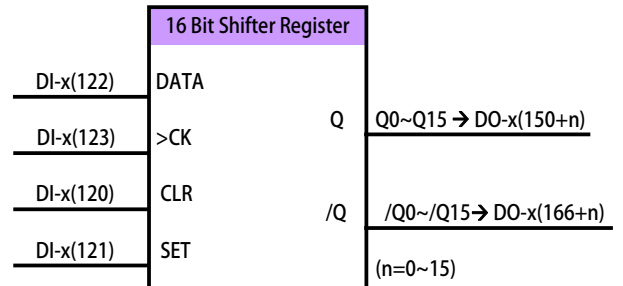 16 Bit Shifter Register
DI-x(122) DATA
Q Q0~Q15 → DO-x(150+n)
DI-x(123) >CK
DI-x(120) CLR
/Q /Q0~/Q15→ DO-x(166+n)
DI-x(121) SET
(n=0~15)